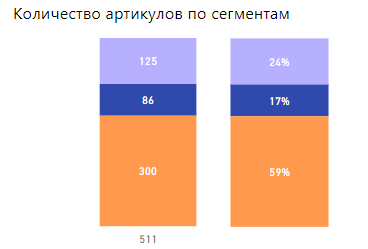 Количество артикулов по сегментам
125 24%
86 17%
300 59%
511